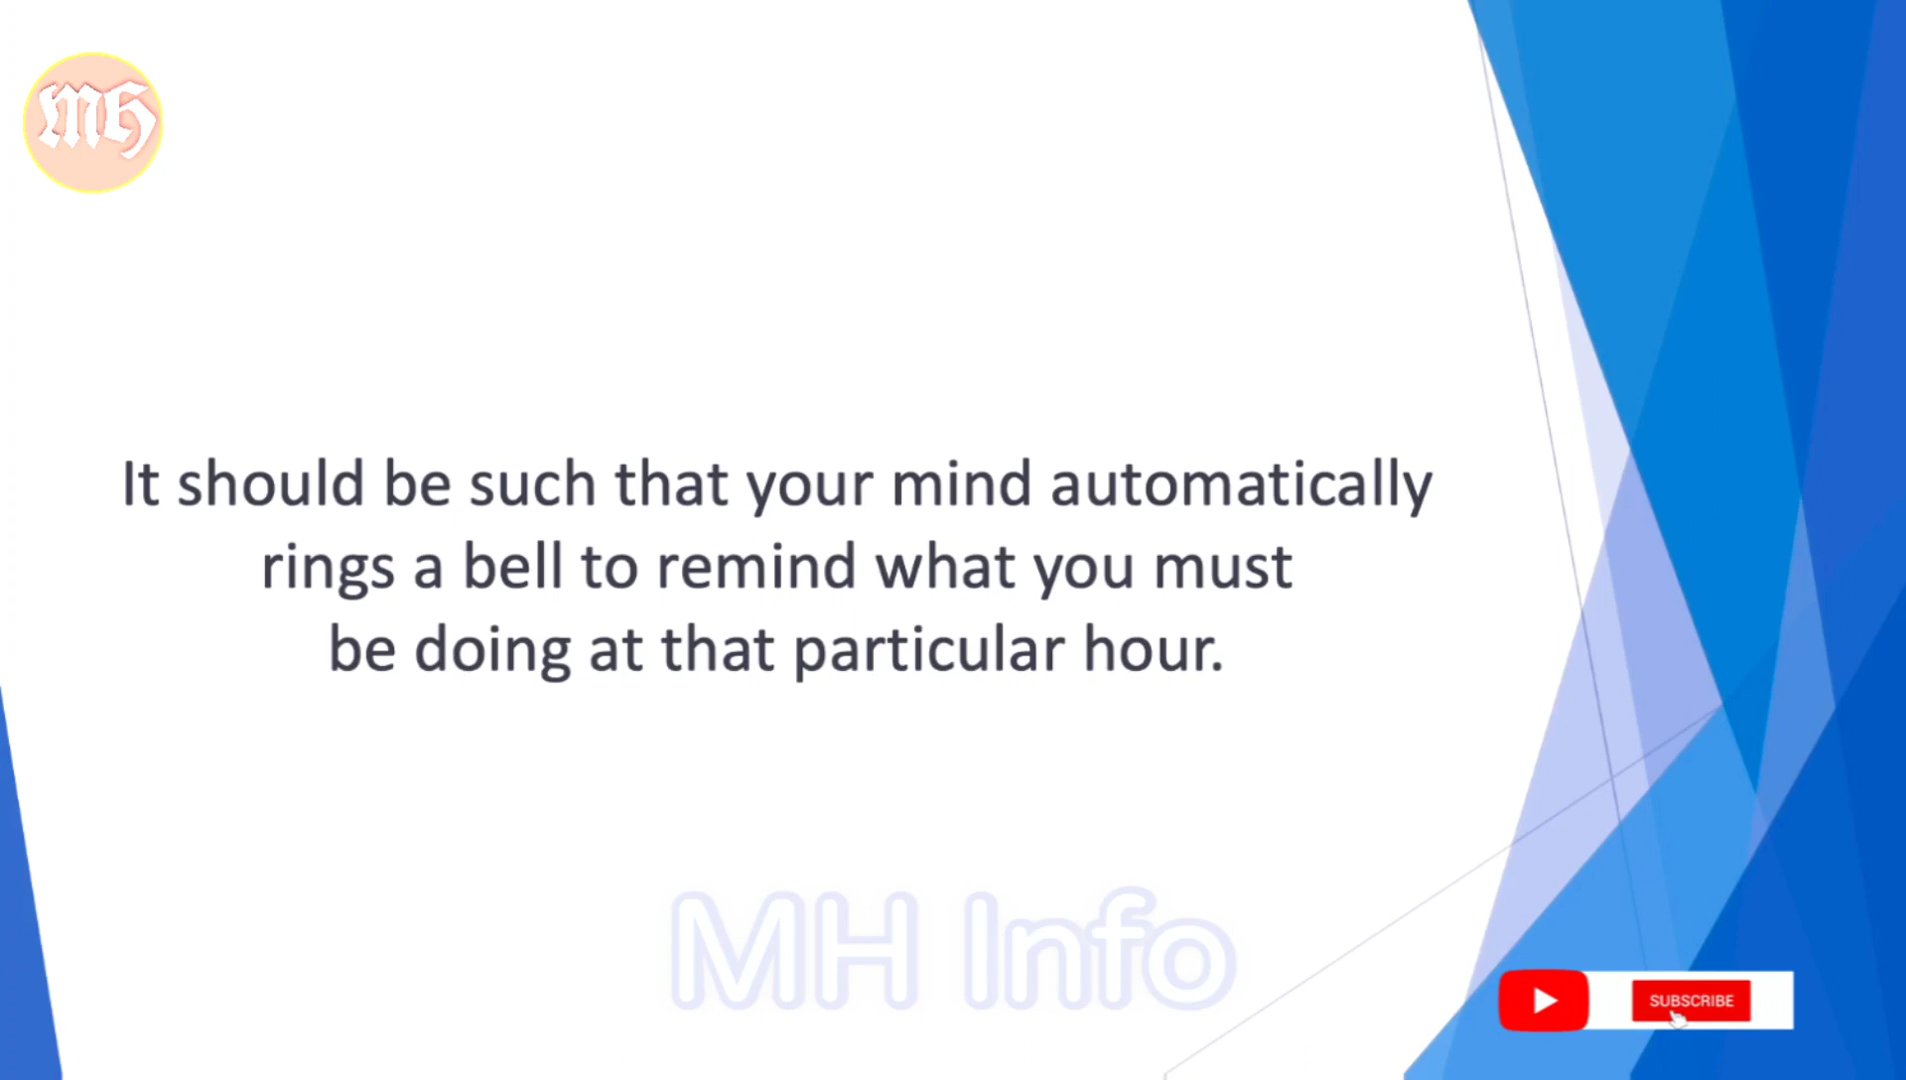 MH
It should be such that your mind automatically
rings a bell to remind what you must
be doing at that particular hour.
MH Info
SUBSCRIBE